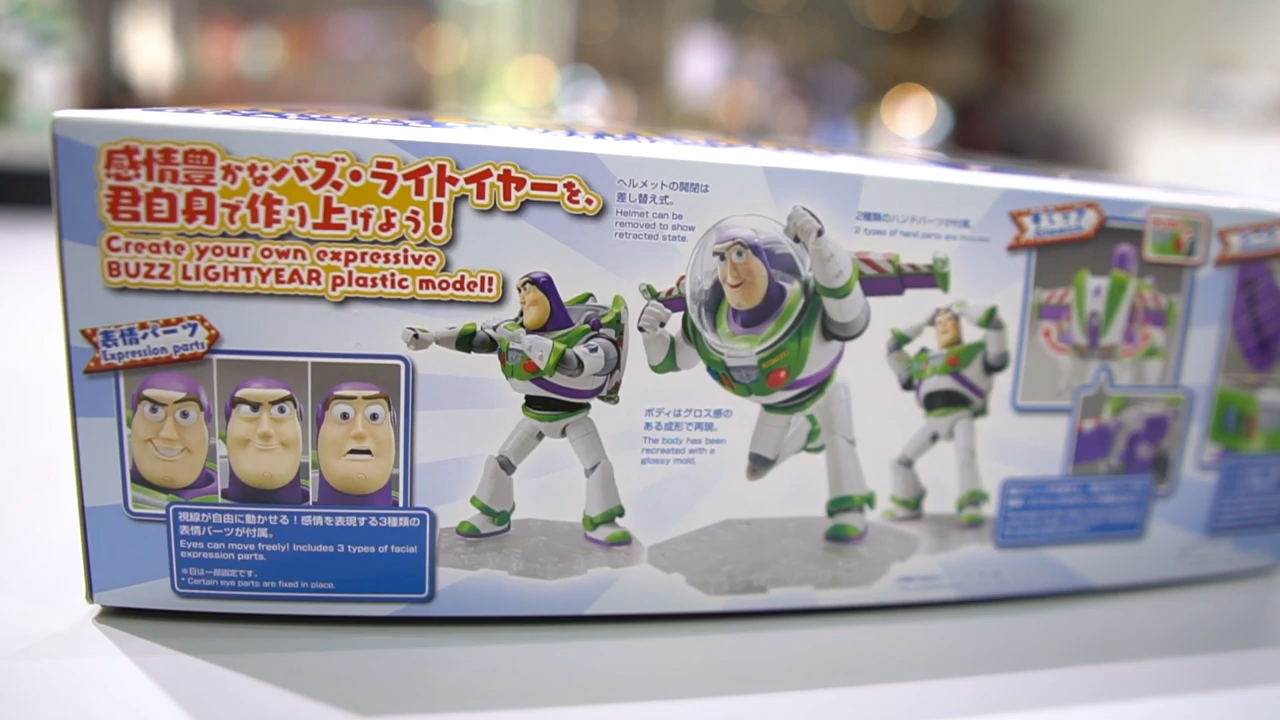 感情豊かなバズ・ライトイヤーを、
君自身で作り上げよう!
Create your own expressive
BUZZ LIGHTYEAR plastic model!
表情パーツ
Expression parts
視線が自由に動かせる!感情を表現する3種類の
表情パーツが付属。
Eyes can move freely! Includes 3 types of facial
expression parts.
※目は一部固定です。
* Certain eye parts are fixed in place.
ヘルメットの開閉は
差し替え式。
Helmet can be
removed to show
retracted state.
ボディはグロス感の
ある成形で再現。
The body has been
recreated with a
glossy mold.
2種類のハンドパーツが付属。
2 types of hand parts are included.